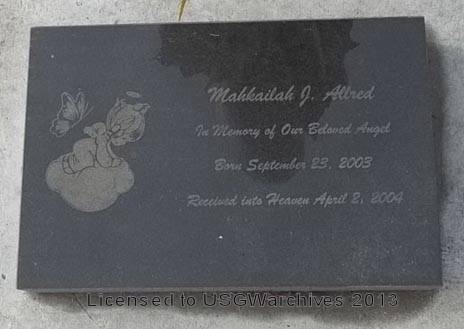 Mahkailah J. Allred
In Memory of Our Beloved Angel
Born September 23, 2003
Received into Heaven April 2, 2004
Licensed to USGWarchives 2013